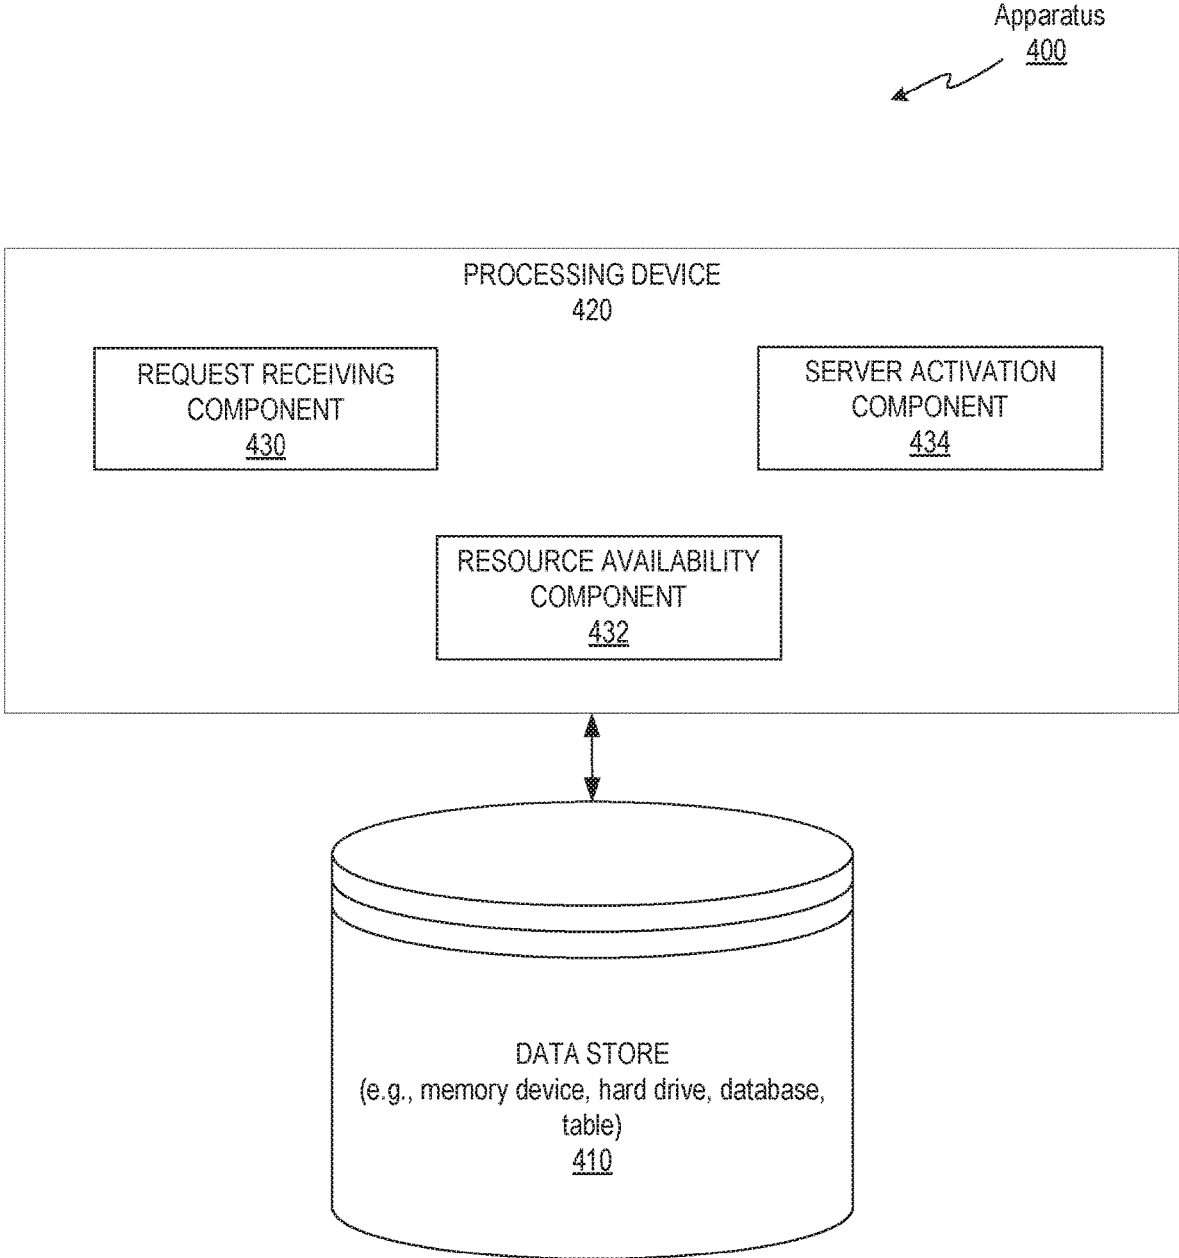 Apparatus
400
PROCESSING DEVICE
420
REQUEST RECEIVING
COMPONENT
430
SERVER ACTIVATION
COMPONENT
434
RESOURCE AVAILABILITY
COMPONENT
432
DATA STORE
(e.g., memory device, hard drive, database,
table)
410